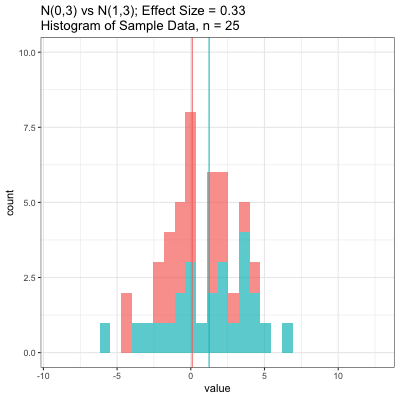 N(0,3) vs N(1,3); Effect Size = 0.33
Histogram of Sample Data, n = 25
10.0
7.5
5.0
2.5
0.0
count
-10 -5 0 5 10
value